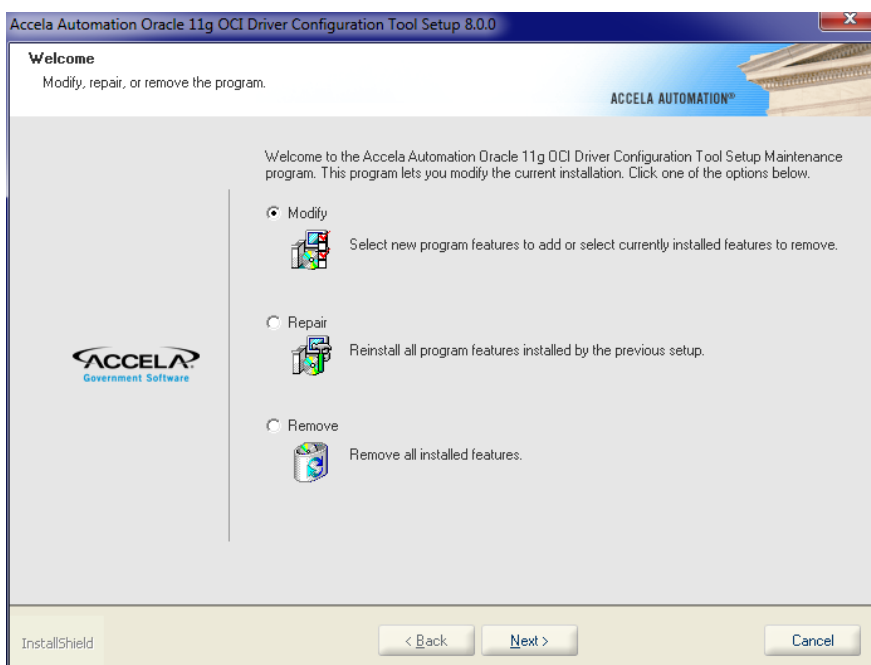 Accela Automation Oracle 11g OCI Driver Configuration Tool Setup 8.0.0
Welcome
Modify, repair, or remove the program.
ACCELA AUTOMATION®
Welcome to the Accela Automation Oracle 11g OCI Driver Configuration Tool Setup Maintenance
program. This program lets you modify the current installation. Click one of the options below.
Modify
Select new program features to add or select currently installed features to remove.
Repair
Reinstall all program features installed by the previous setup.
ACCELA®
Government Software
Remove
Remove all installed features.
InstallShield
< Back
Next >
Cancel